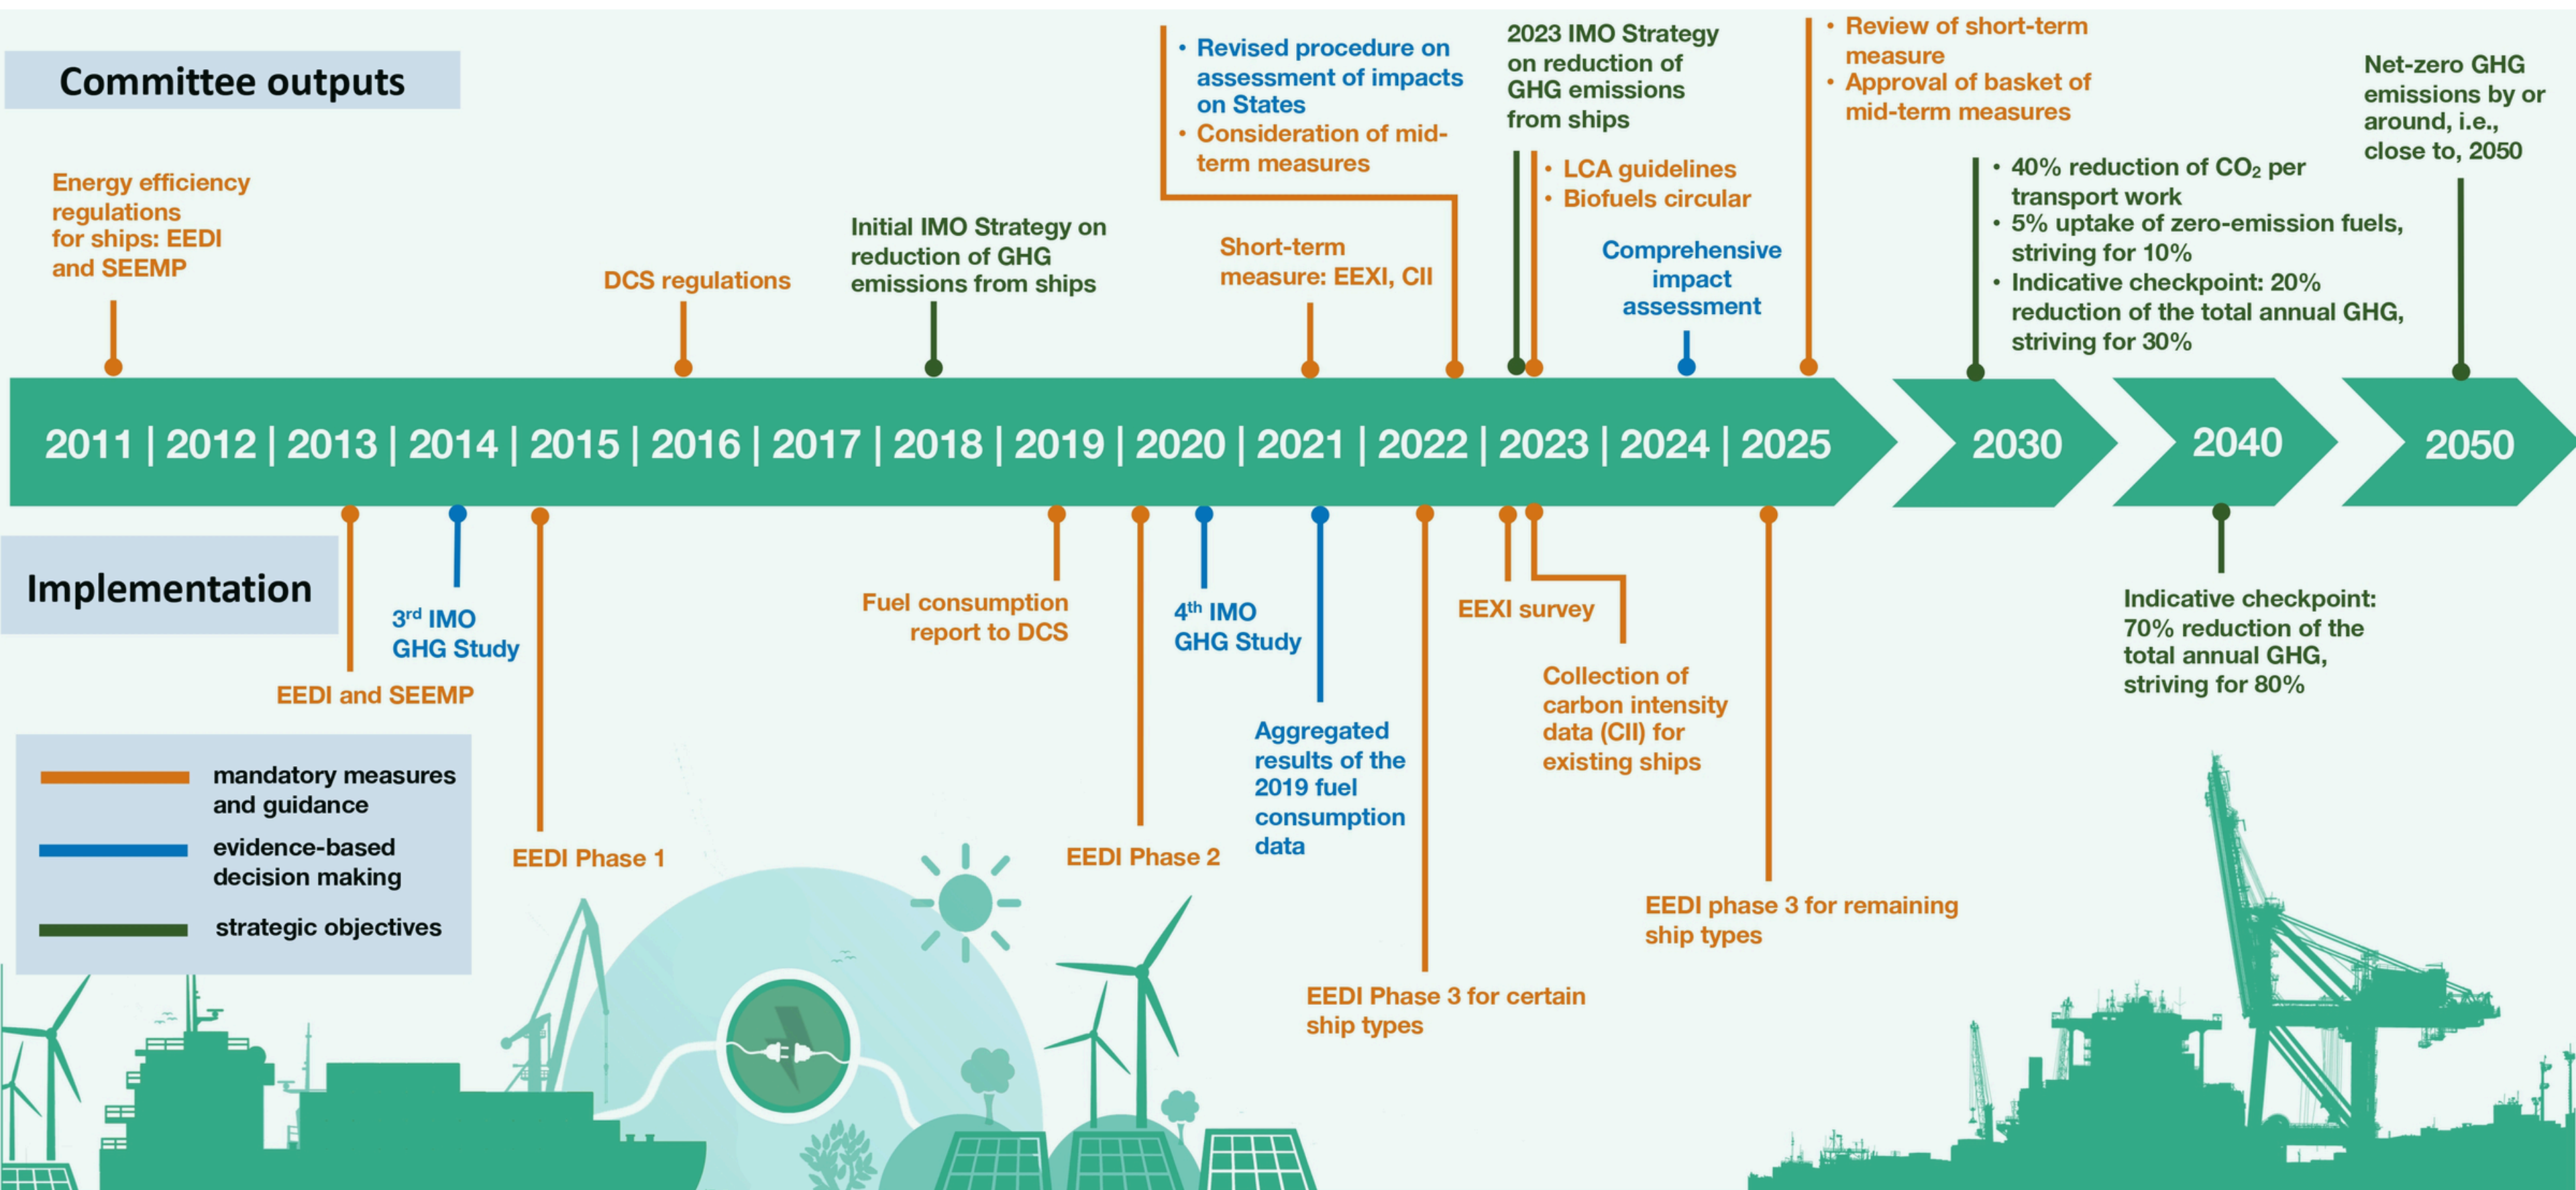 Committee outputs
Energy efficiency
regulations
for ships: EEDI
and SEEMP
DCS regulations
Initial IMO Strategy on
reduction of GHG
emissions from ships
• Revised procedure on
assessment of impacts
on States
• Consideration of mid-
term measures
Short-term
measure: EEXI, CII
2023 IMO Strategy
on reduction of
GHG emissions
from ships
• LCA guidelines
• Biofuels circular
Comprehensive
impact
assessment
• Review of short-term
measure
• Approval of basket of
mid-term measures
• 40% reduction of CO₂ per
transport work
• 5% uptake of zero-emission fuels,
striving for 10%
• Indicative checkpoint: 20%
reduction of the total annual GHG,
striving for 30%
Net-zero GHG
emissions by or
around, i.e.,
close to, 2050
2011 | 2012 | 2013 | 2014 | 2015 | 2016 | 2017 | 2018 | 2019 | 2020 | 2021 | 2022 | 2023 | 2024 | 2025 2030 2040 2050
Implementation
EEDI and SEEMP
3rd IMO
GHG Study
EEDI Phase 1
Fuel consumption
report to DCS
EEDI Phase 2
4th IMO
GHG Study
Aggregated
results of the
2019 fuel
consumption
data
EEDI Phase 3 for certain
ship types
EEXI survey
Collection of
carbon intensity
data (CII) for
existing ships
EEDI phase 3 for remaining
ship types
Indicative checkpoint:
70% reduction of the
total annual GHG,
striving for 80%
mandatory measures
and guidance
evidence-based
decision making
strategic objectives